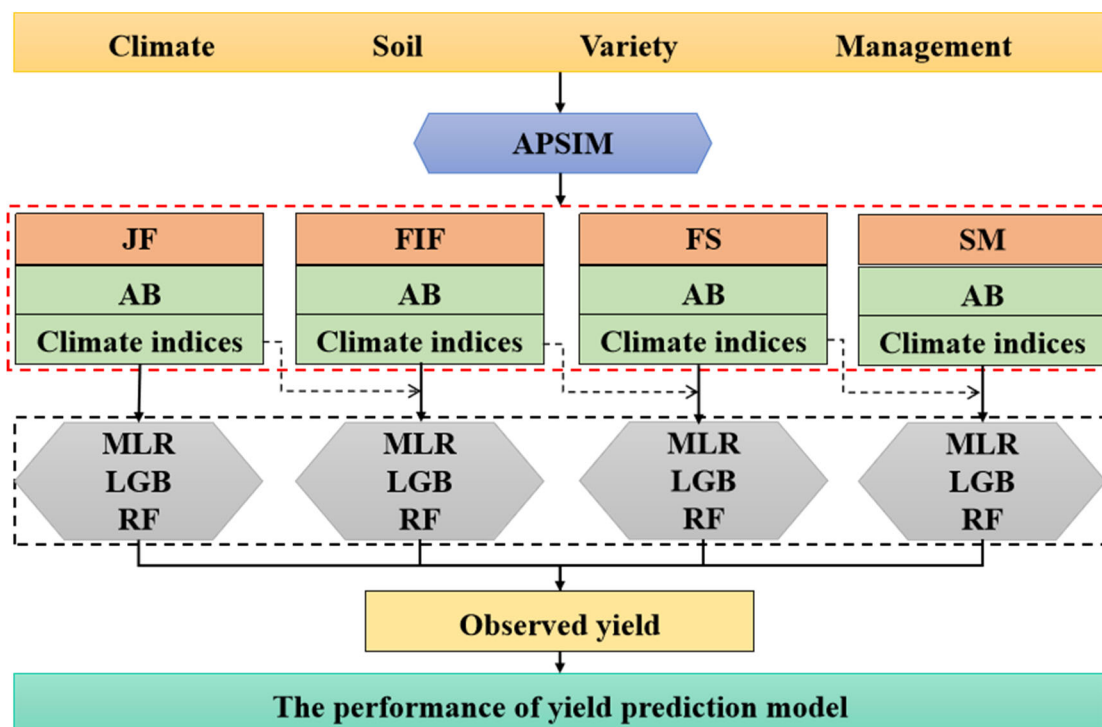 Climate Soil Variety Management
APSIM
JF FIF FS SM
AB AB AB AB
Climate indices Climate indices Climate indices Climate indices
MLR MLR MLR MLR
LGB LGB LGB LGB
RF RF RF RF
Observed yield
The performance of yield prediction model